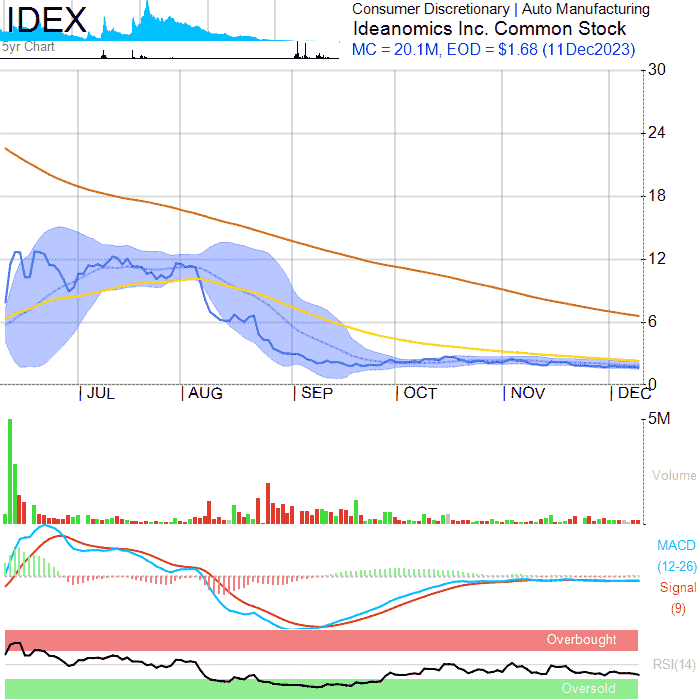 IDEX
Consumer Discretionary | Auto Manufacturing
Ideanomics Inc. Common Stock
5yr Chart
MC = 20.1M, EOD = $1.68 (11Dec2023)
30
24
18
12
6
0
JUL
AUG
SEP
OCT
NOV
DEC
5M
Volume
MACD
(12-26)
Signal
(9)
Overbought
RSI(14)
Oversold